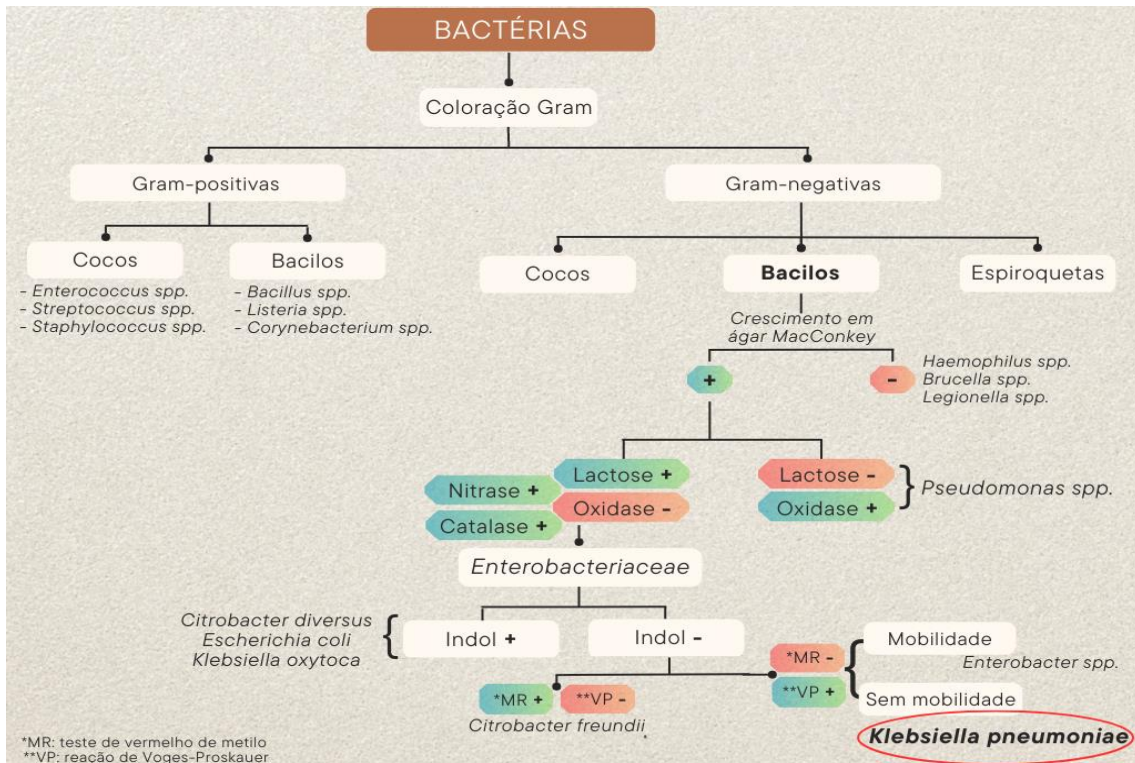 BACTÉRIAS
Coloração Gram
Gram-positivas
Gram-negativas
Cocos
- Enterococcus spp.
- Streptococcus spp.
- Staphylococcus spp.
Bacilos
- Bacillus spp.
- Listeria spp.
- Corynebacterium spp.
Cocos
Bacilos
Espiroquetas
Crescimento em
ágar MacConkey
+
-
Haemophilus spp.
Brucella spp.
Legionella spp.
Nitrase +
Catalase +
Lactose +
Oxidase -
Lactose -
Oxidase +
Pseudomonas spp.
Enterobacteriaceae
Citrobacter diversus
Escherichia coli
Klebsiella oxytoca
Indol +
Indol -
*MR +
**VP -
Citrobacter freundii
*MR -
**VP +
Mobilidade
Enterobacter spp.
Sem mobilidade
Klebsiella pneumoniae
*MR: teste de vermelho de metilo
**VP: reação de Voges-Proskauer